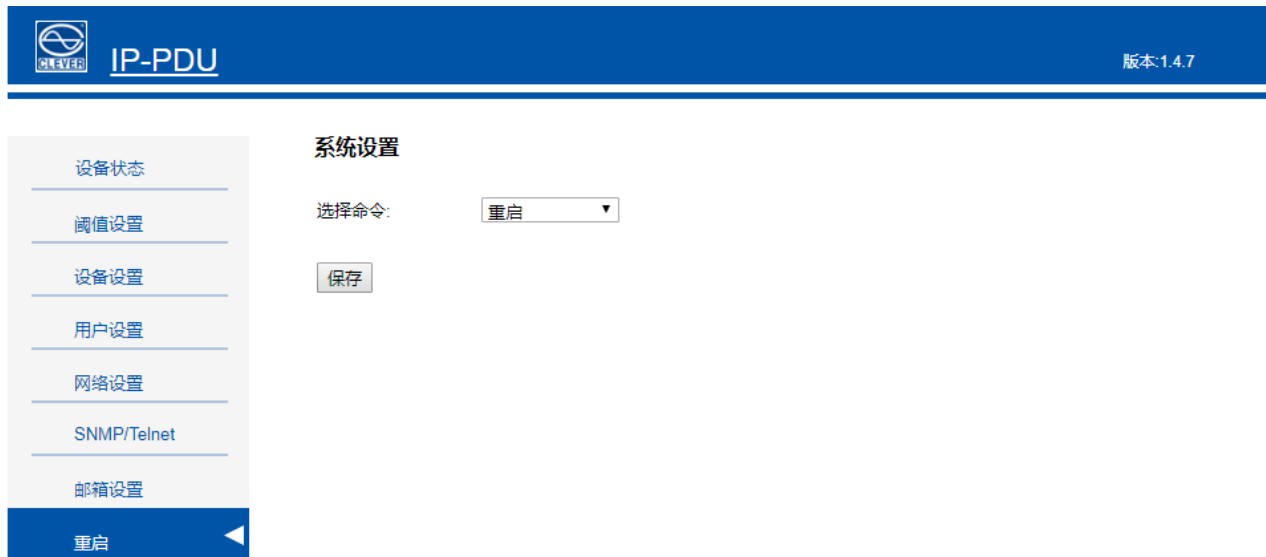 CLEVER
IP-PDU
版本:1.4.7
设备状态
阈值设置
设备设置
用户设置
网络设置
SNMP/Telnet
邮箱设置
重启
系统设置
选择命令:
重启
保存